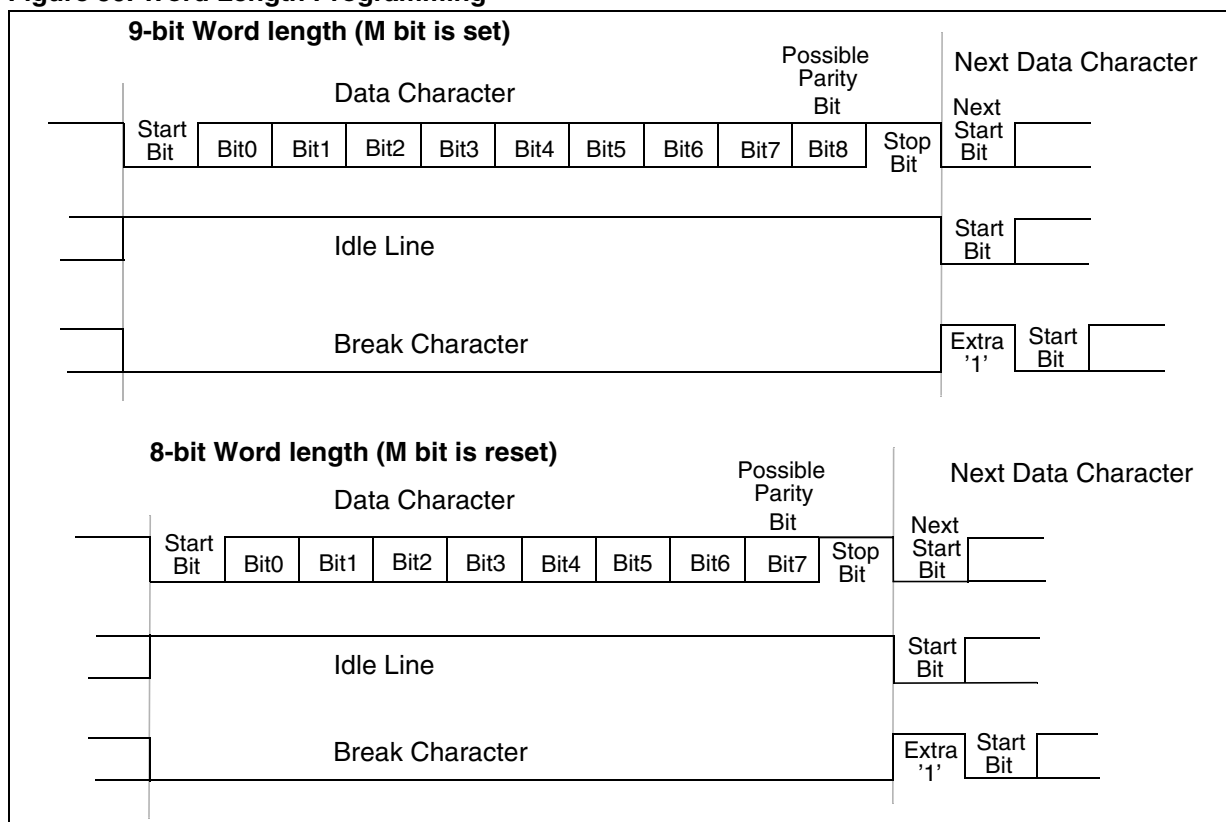 9-bit Word length (M bit is set)
Possible
Parity
Bit
Next Data Character
Data Character
Next
Start
Bit
Start
Bit
Bit0 Bit1 Bit2 Bit3 Bit4 Bit5 Bit6 Bit7 Bit8
Stop
Bit
Idle Line
Start
Bit
Break Character
Extra
'1'
Start
Bit
8-bit Word length (M bit is reset)
Possible
Parity
Bit
Next Data Character
Data Character
Next
Start
Bit
Start
Bit
Bit0 Bit1 Bit2 Bit3 Bit4 Bit5 Bit6 Bit7
Stop
Bit
Idle Line
Start
Bit
Break Character
Extra
'1'
Start
Bit